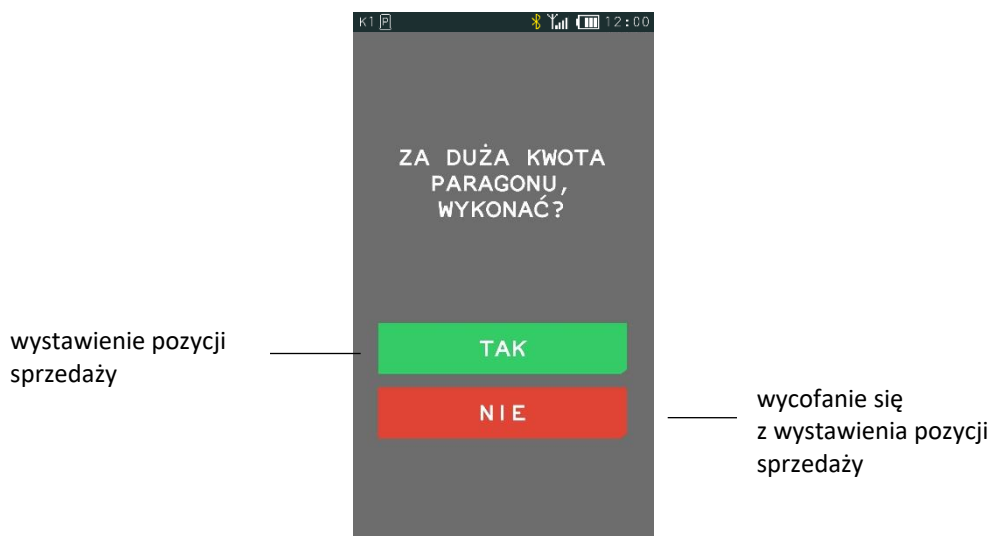 K1 P 12:00
ZA DUŻA KWOTA
PARAGONU,
WYKONAĆ?
wystawienie pozycji
sprzedaży
TAK
NIE
wycofanie się
z wystawienia pozycji
sprzedaży